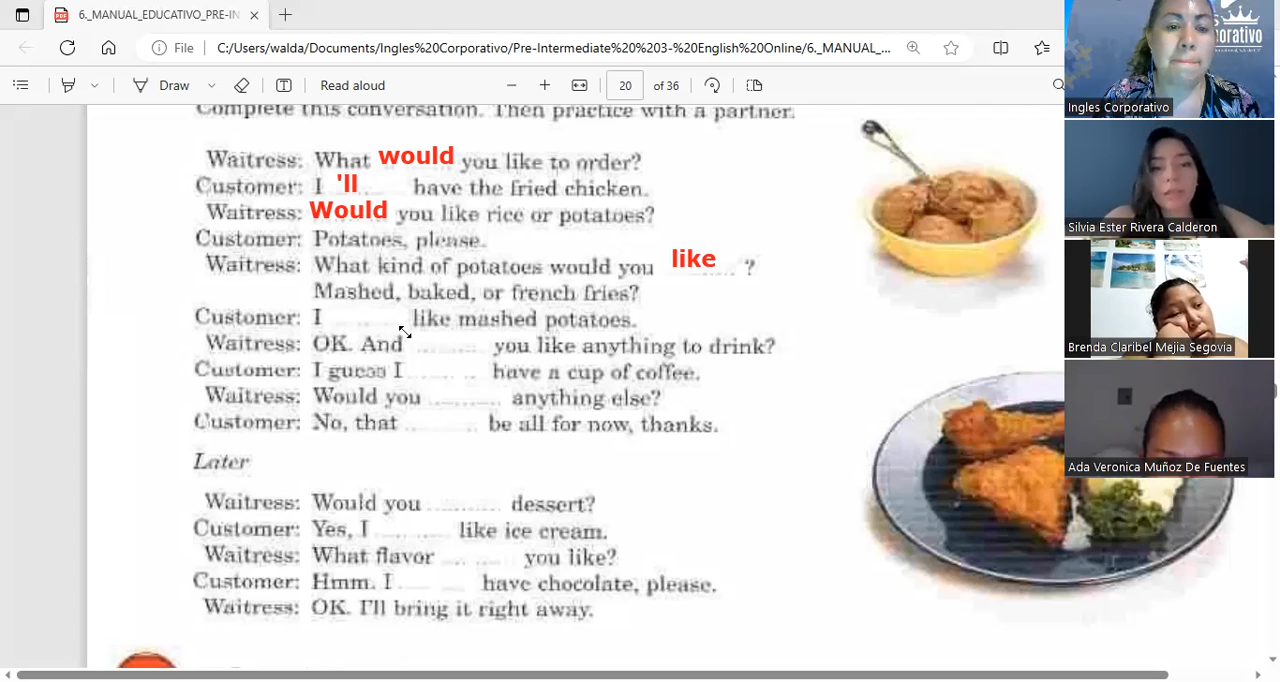 6._MANUAL_EDUCATIVO_PRE-IN
File C:/Users/walda/Documents/Ingles%20Corporativo/Pre-Intermediate%20%203-%20English%20Online/6._MANUAL_...
Draw Read aloud 20 of 36
Complete this conversation. Then practice with a partner.
Waitress: What would you like to order?
Customer: I 'll have the fried chicken.
Waitress: Would you like rice or potatoes?
Customer: Potatoes, please.
Waitress: What kind of potatoes would you like ?
Mashed, baked, or french fries?
Customer: I .......... like mashed potatoes.
Waitress: OK. And .......... you like anything to drink?
Customer: I guess I .......... have a cup of coffee.
Waitress: Would you .......... anything else?
Customer: No, that .......... be all for now, thanks.
Later
Waitress: Would you .......... dessert?
Customer: Yes, I .......... like ice cream.
Waitress: What flavor .......... you like?
Customer: Hmm. I .......... have chocolate, please.
Waitress: OK. I'll bring it right away.
orporativo
Ingles Corporativo
Silvia Ester Rivera Calderon
Brenda Claribel Mejia Segovia
Ada Veronica Muñoz De Fuentes